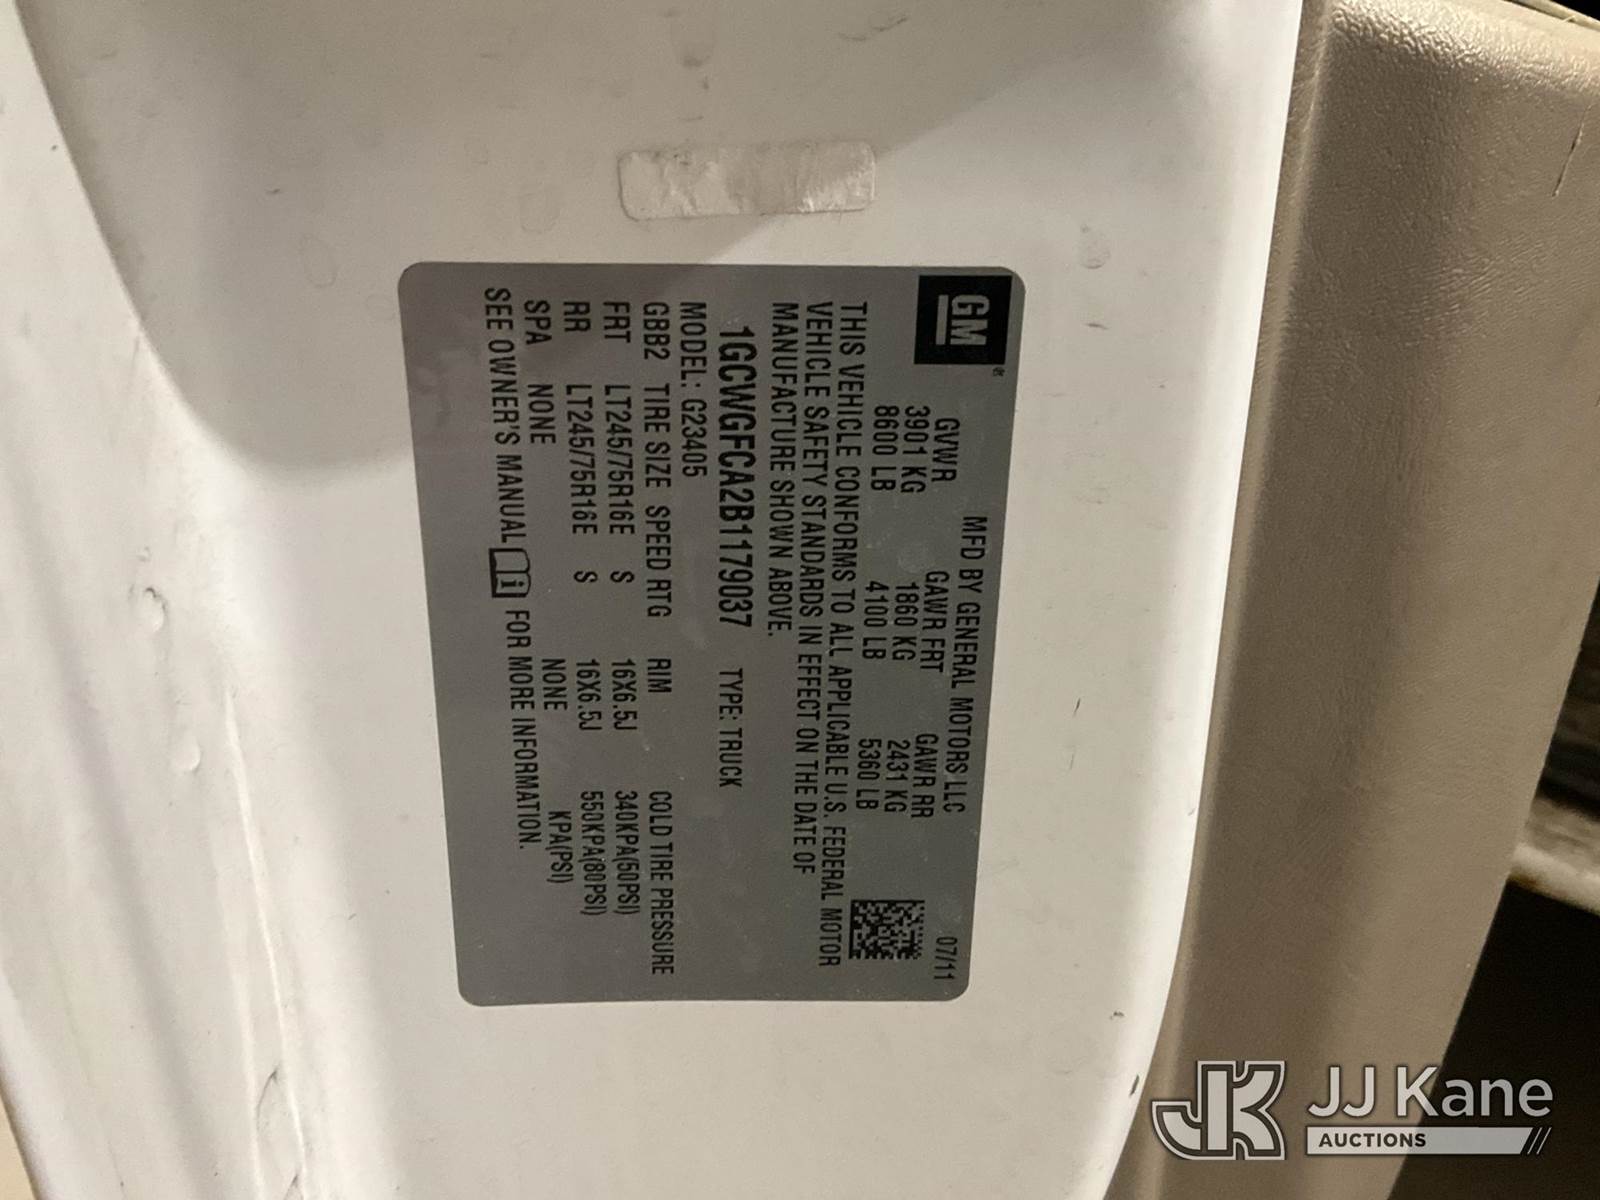 GM
MFD BY GENERAL MOTORS LLC 07/11
GVWR GAWR FRT GAWR RR
3901 KG 1860 KG 2431 KG
8600 LB 4100 LB 5360 LB
THIS VEHICLE CONFORMS TO ALL APPLICABLE U.S. FEDERAL MOTOR
VEHICLE SAFETY STANDARDS IN EFFECT ON THE DATE OF
MANUFACTURE SHOWN ABOVE.
1GCWGFCA2B1179037 TYPE: TRUCK
MODEL: G23405
GBB2 TIRE SIZE SPEED RTG RIM COLD TIRE PRESSURE
FRT LT245/75R16E S 16X6.5J 340KPA(50PSI)
RR LT245/75R16E S 16X6.5J 550KPA(80PSI)
SPA NONE NONE KPA(PSI)
SEE OWNER'S MANUAL FOR MORE INFORMATION.
JK JJ Kane
AUCTIONS